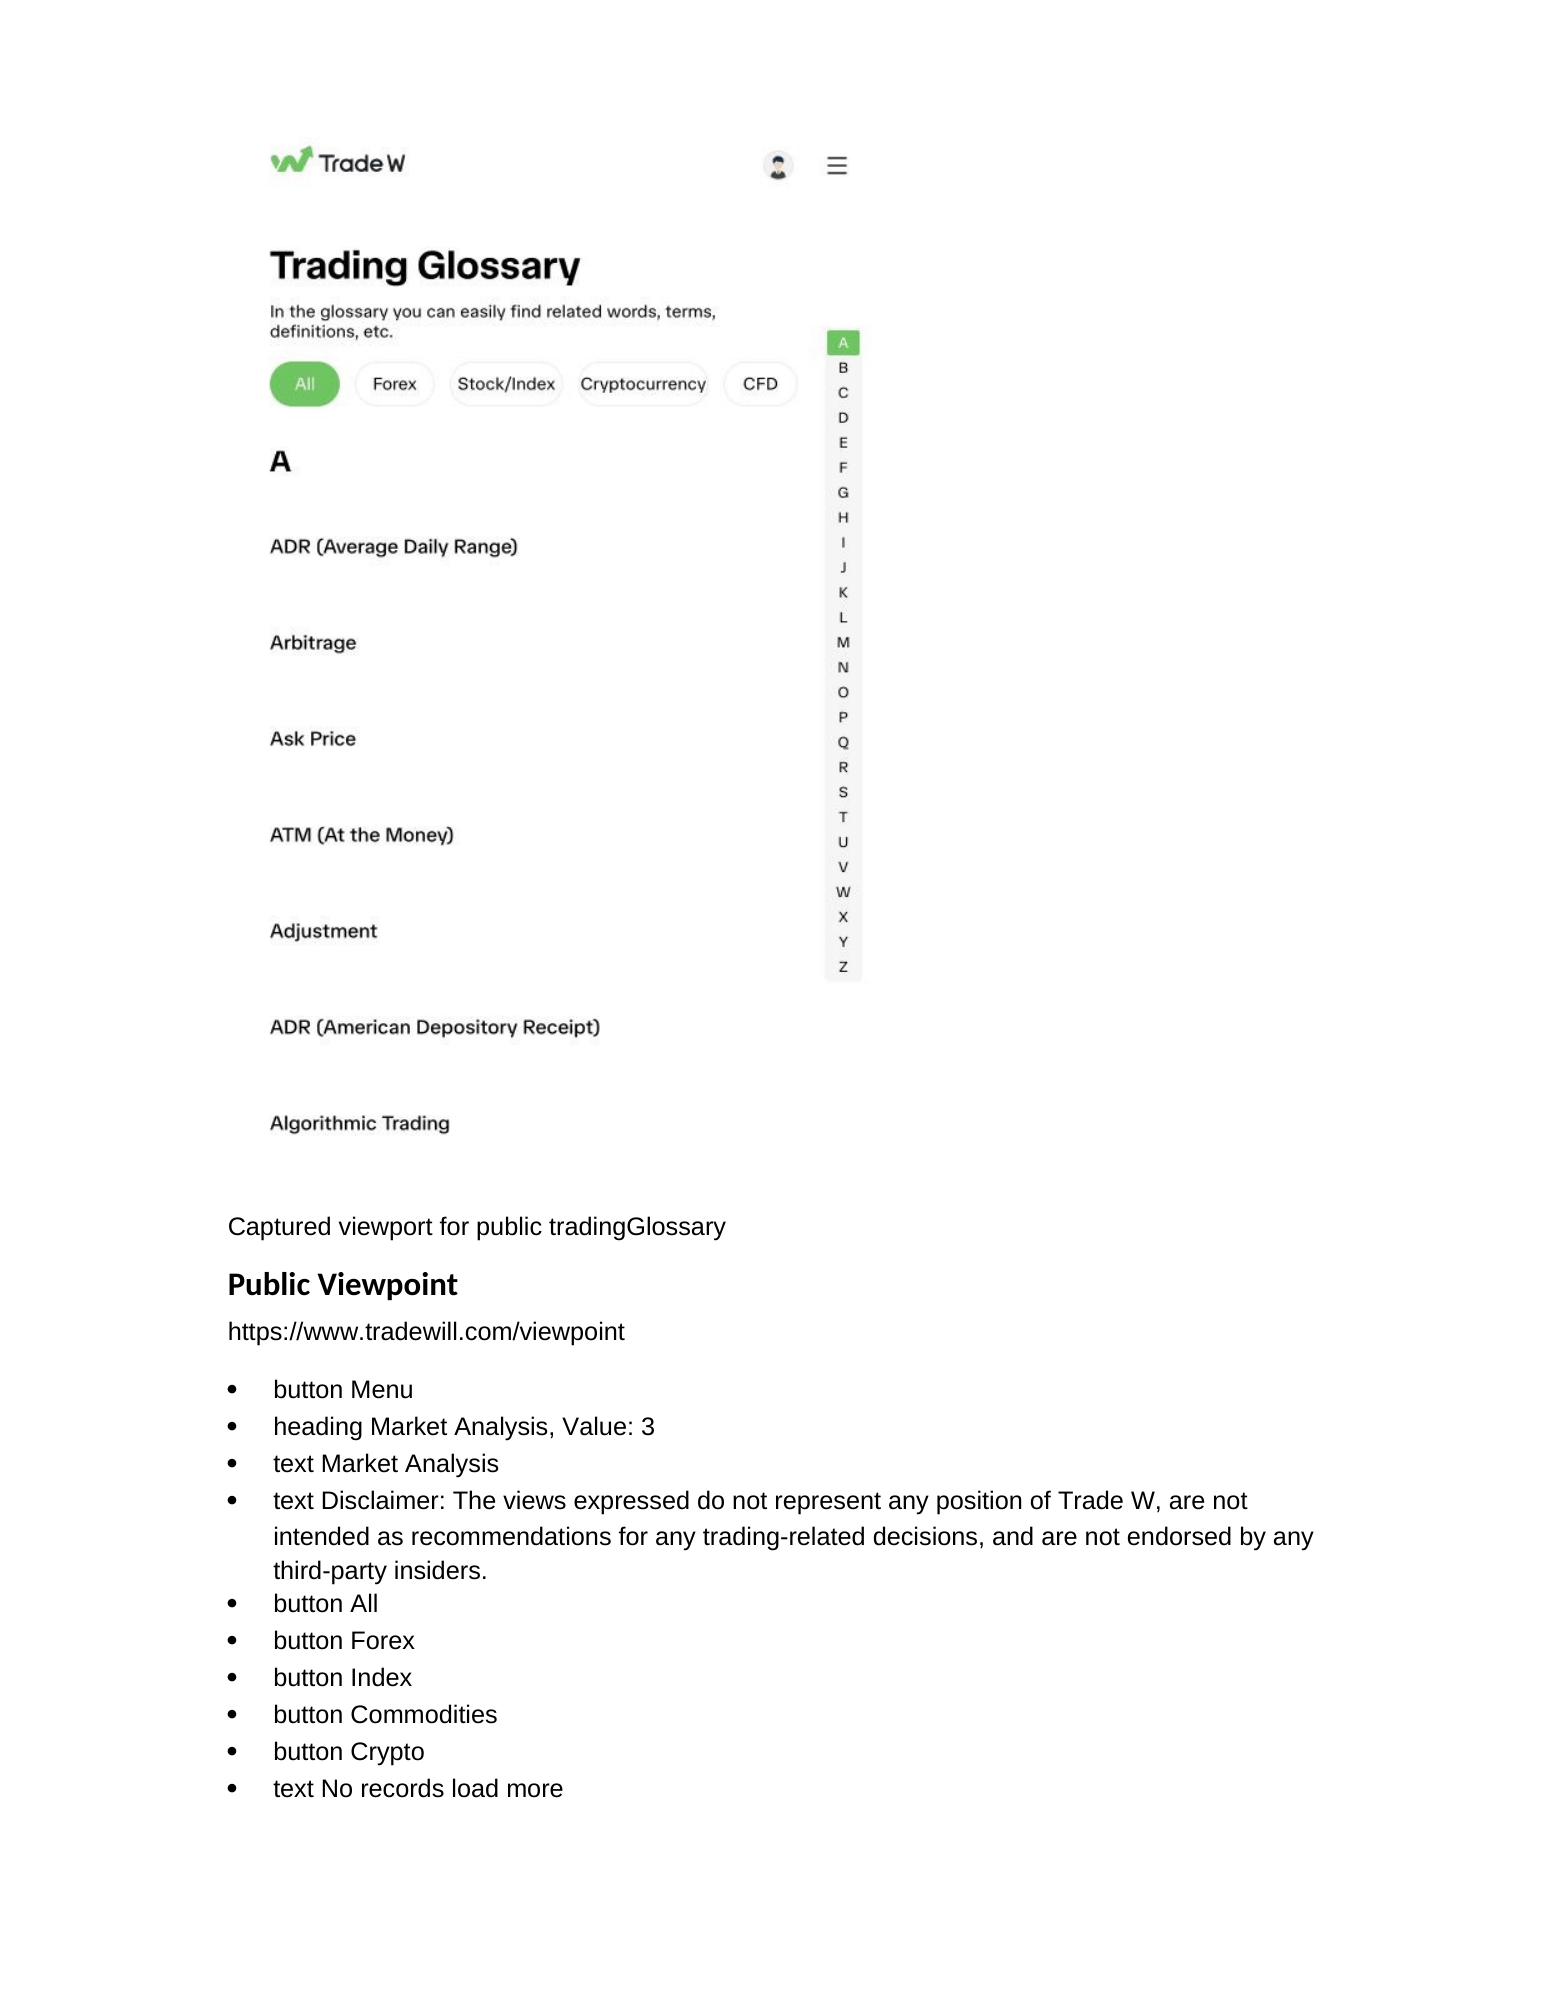 Trade W
Trading Glossary
In the glossary you can easily find related words, terms,
definitions, etc.
All
Forex
Stock/Index
Cryptocurrency
CFD
A
ADR (Average Daily Range)
Arbitrage
Ask Price
ATM (At the Money)
Adjustment
ADR (American Depository Receipt)
Algorithmic Trading
A
B
C
D
E
F
G
H
I
J
K
L
M
N
O
P
Q
R
S
T
U
V
W
X
Y
Z
Captured viewport for public tradingGlossary
Public Viewpoint
https://www.tradewill.com/viewpoint
• button Menu
• heading Market Analysis, Value: 3
• text Market Analysis
• text Disclaimer: The views expressed do not represent any position of Trade W, are not
intended as recommendations for any trading-related decisions, and are not endorsed by any
third-party insiders.
• button All
• button Forex
• button Index
• button Commodities
• button Crypto
• text No records load more